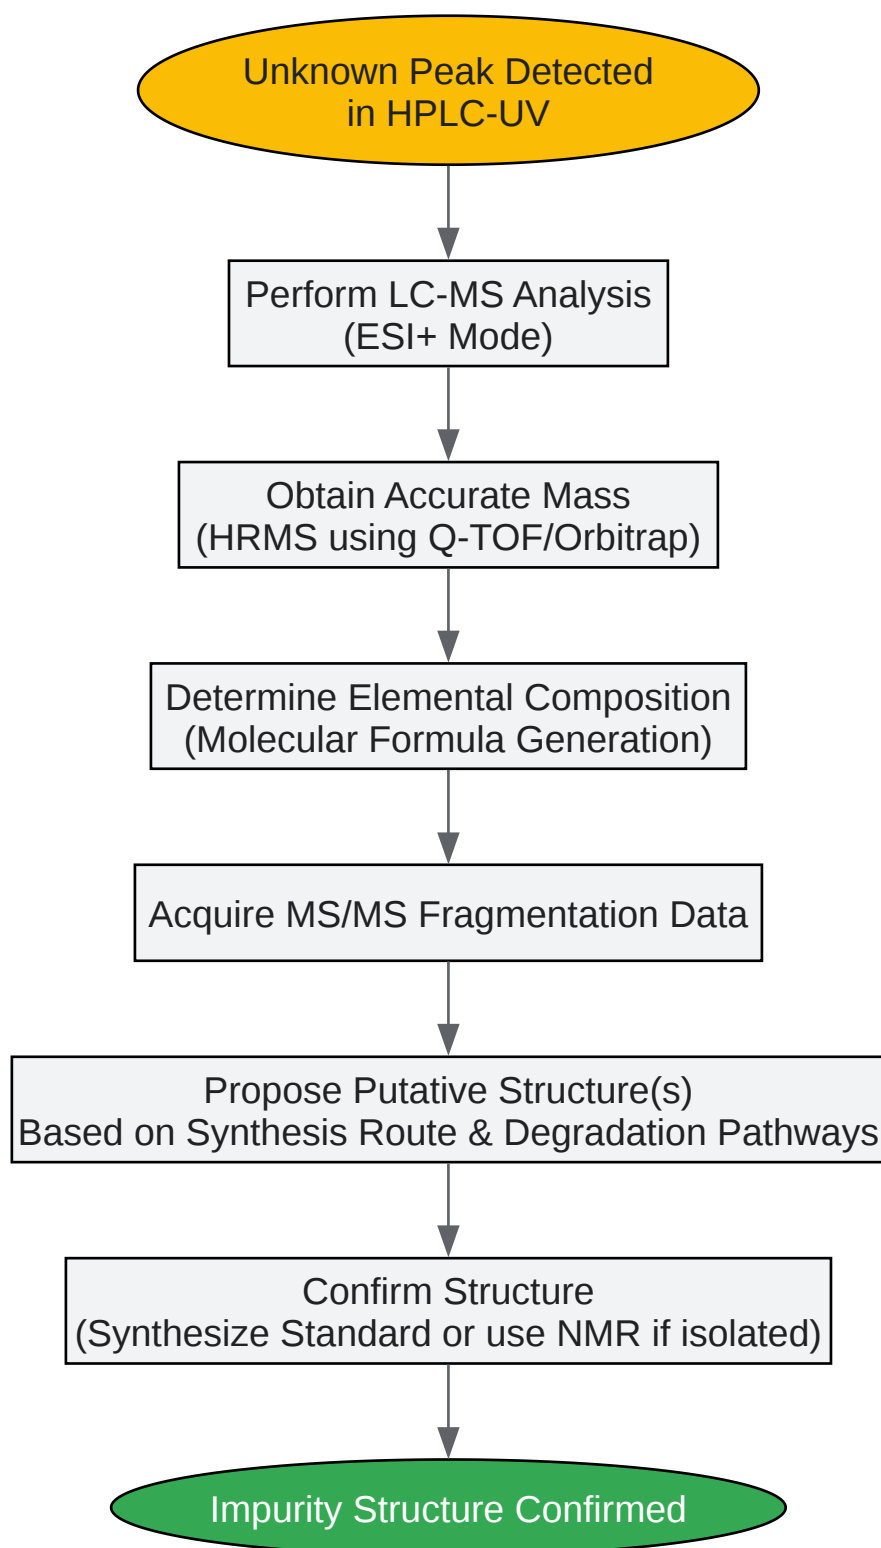 Unknown Peak Detected
in HPLC-UV
Perform LC-MS Analysis
(ESI+ Mode)
Obtain Accurate Mass
(HRMS using Q-TOF/Orbitrap)
Determine Elemental Composition
(Molecular Formula Generation)
Acquire MS/MS Fragmentation Data
Propose Putative Structure(s)
Based on Synthesis Route & Degradation Pathways
Confirm Structure
(Synthesize Standard or use NMR if isolated)
Impurity Structure Confirmed